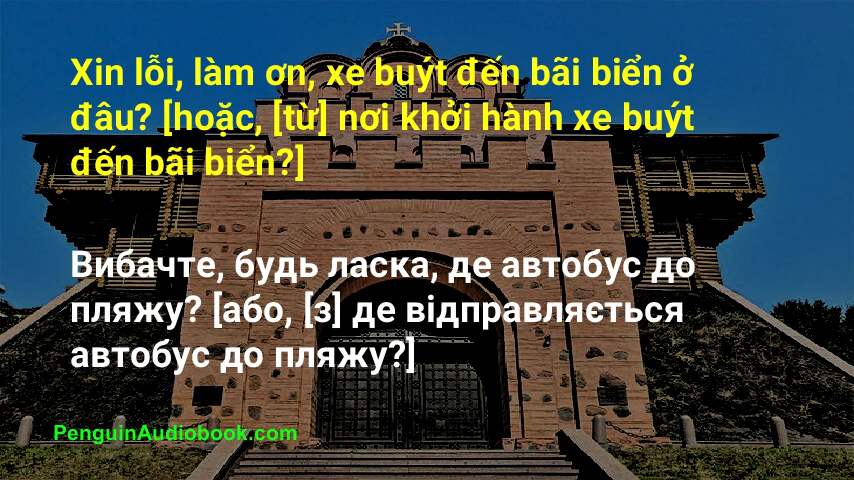 Xin lỗi, làm ơn, xe buýt đến bãi biển ở
đâu? [hoặc, [từ] nơi khởi hành xe buýt
đến bãi biển?]
Вибачте, будь ласка, де автобус до
пляжу? [або, [з] де відправляється
автобус до пляжу?]
PenguinAudiobook.com